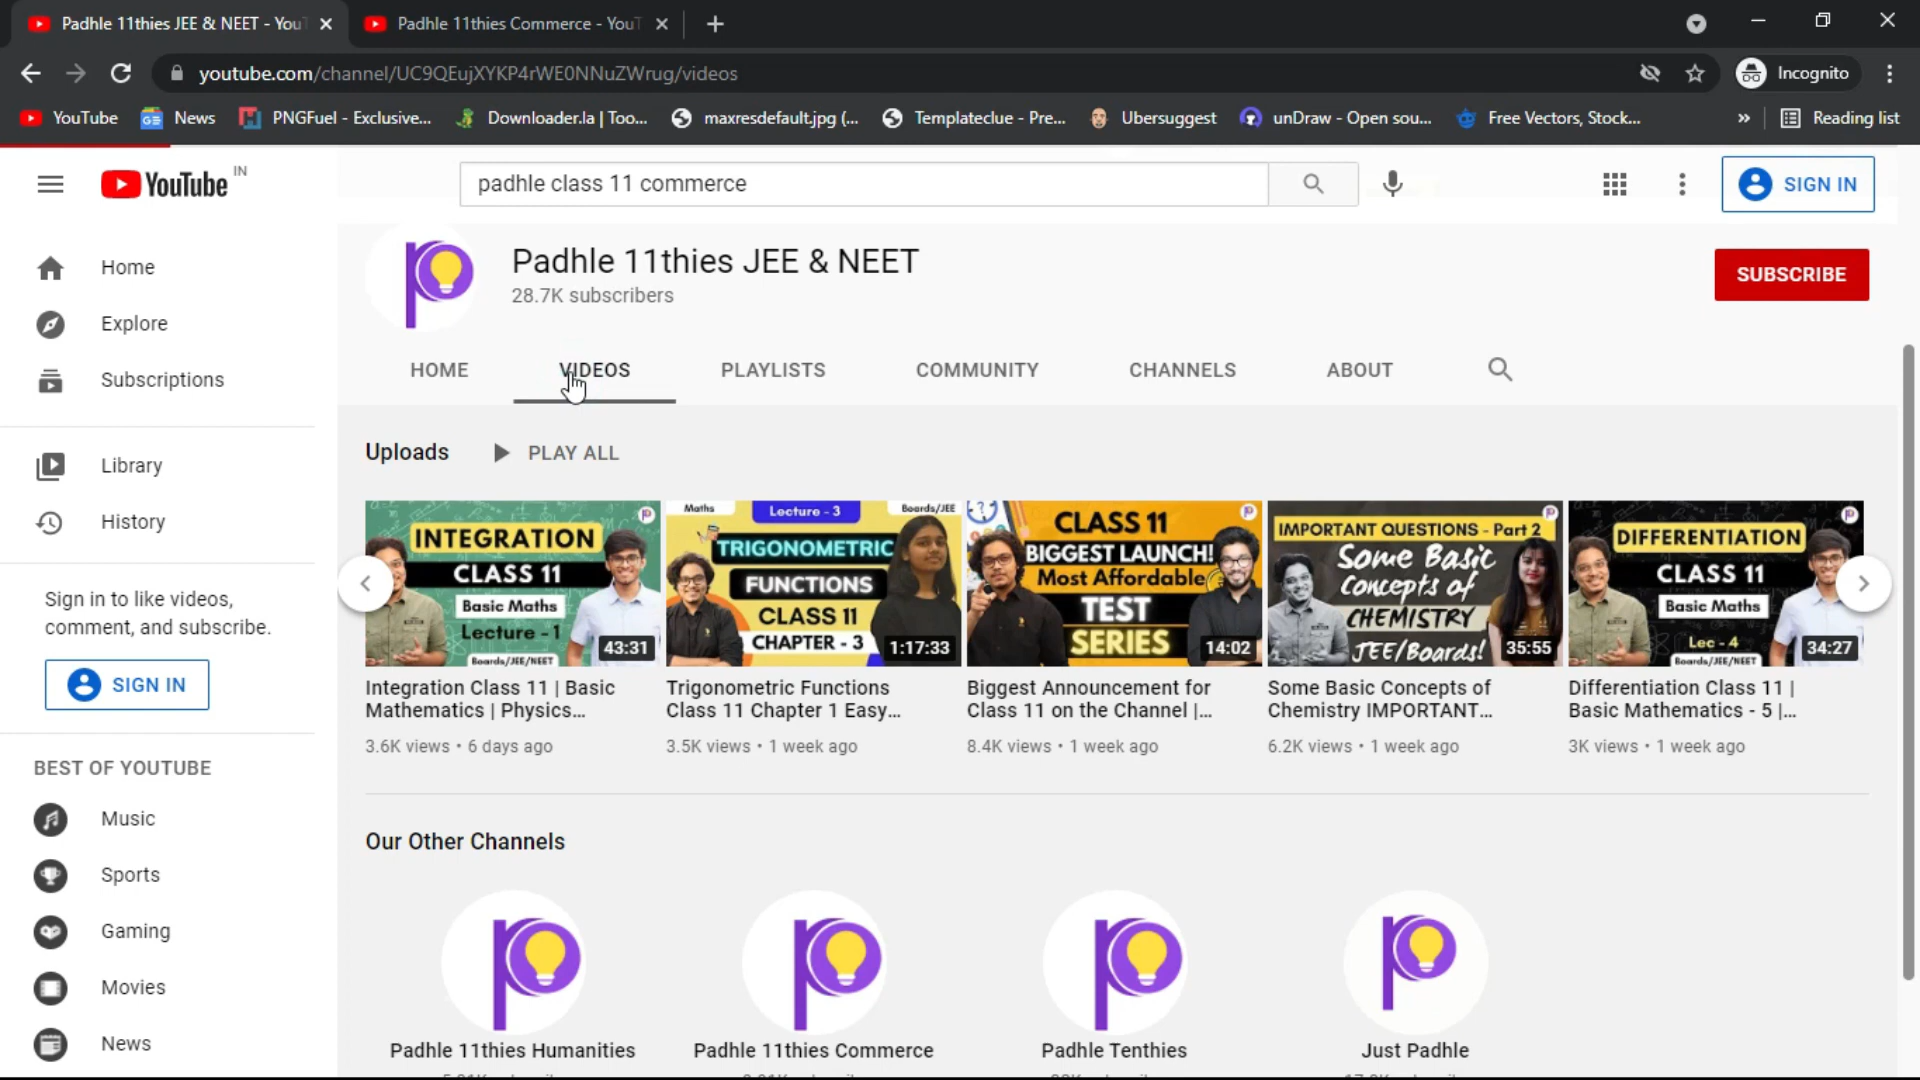 Padhle 11thies JEE & NEET - You
Padhle 11thies Commerce - YouT
youtube.com/channel/UC9QEujXYKP4rWE0NNuZWrug/videos
Incognito
YouTube
News
PNGFuel - Exclusive...
Downloader.la | Too...
maxresdefault.jpg (...
Templateclue - Pre...
Ubersuggest
unDraw - Open sou...
Free Vectors, Stock...
»
Reading list
YouTube IN
padhle class 11 commerce
SIGN IN
Home
Explore
Subscriptions
Library
History
Sign in to like videos,
comment, and subscribe.
SIGN IN
BEST OF YOUTUBE
Music
Sports
Gaming
Movies
News
Padhle 11thies JEE & NEET
28.7K subscribers
SUBSCRIBE
HOME
VIDEOS
PLAYLISTS
COMMUNITY
CHANNELS
ABOUT
Uploads
PLAY ALL
INTEGRATION
CLASS 11
Basic Maths
Lecture - 1
Boards/JEE/NEET
43:31
Integration Class 11 | Basic
Mathematics | Physics...
3.6K views • 6 days ago
Maths
Lecture - 3
Boards/JEE
TRIGONOMETRIC
FUNCTIONS
CLASS 11
CHAPTER - 3
1:17:33
Trigonometric Functions
Class 11 Chapter 1 Easy...
3.5K views • 1 week ago
CLASS 11
BIGGEST LAUNCH!
Most Affordable
TEST
SERIES
14:02
Biggest Announcement for
Class 11 on the Channel |...
8.4K views • 1 week ago
IMPORTANT QUESTIONS - Part 2
Some Basic
Concepts of
CHEMISTRY
JEE/Boards!
35:55
Some Basic Concepts of
Chemistry IMPORTANT...
6.2K views • 1 week ago
DIFFERENTIATION
CLASS 11
Basic Maths
Lec - 4
Boards/JEE/NEET
34:27
Differentiation Class 11 |
Basic Mathematics - 5 |...
3K views • 1 week ago
Our Other Channels
Padhle 11thies Humanities
Padhle 11thies Commerce
Padhle Tenthies
Just Padhle